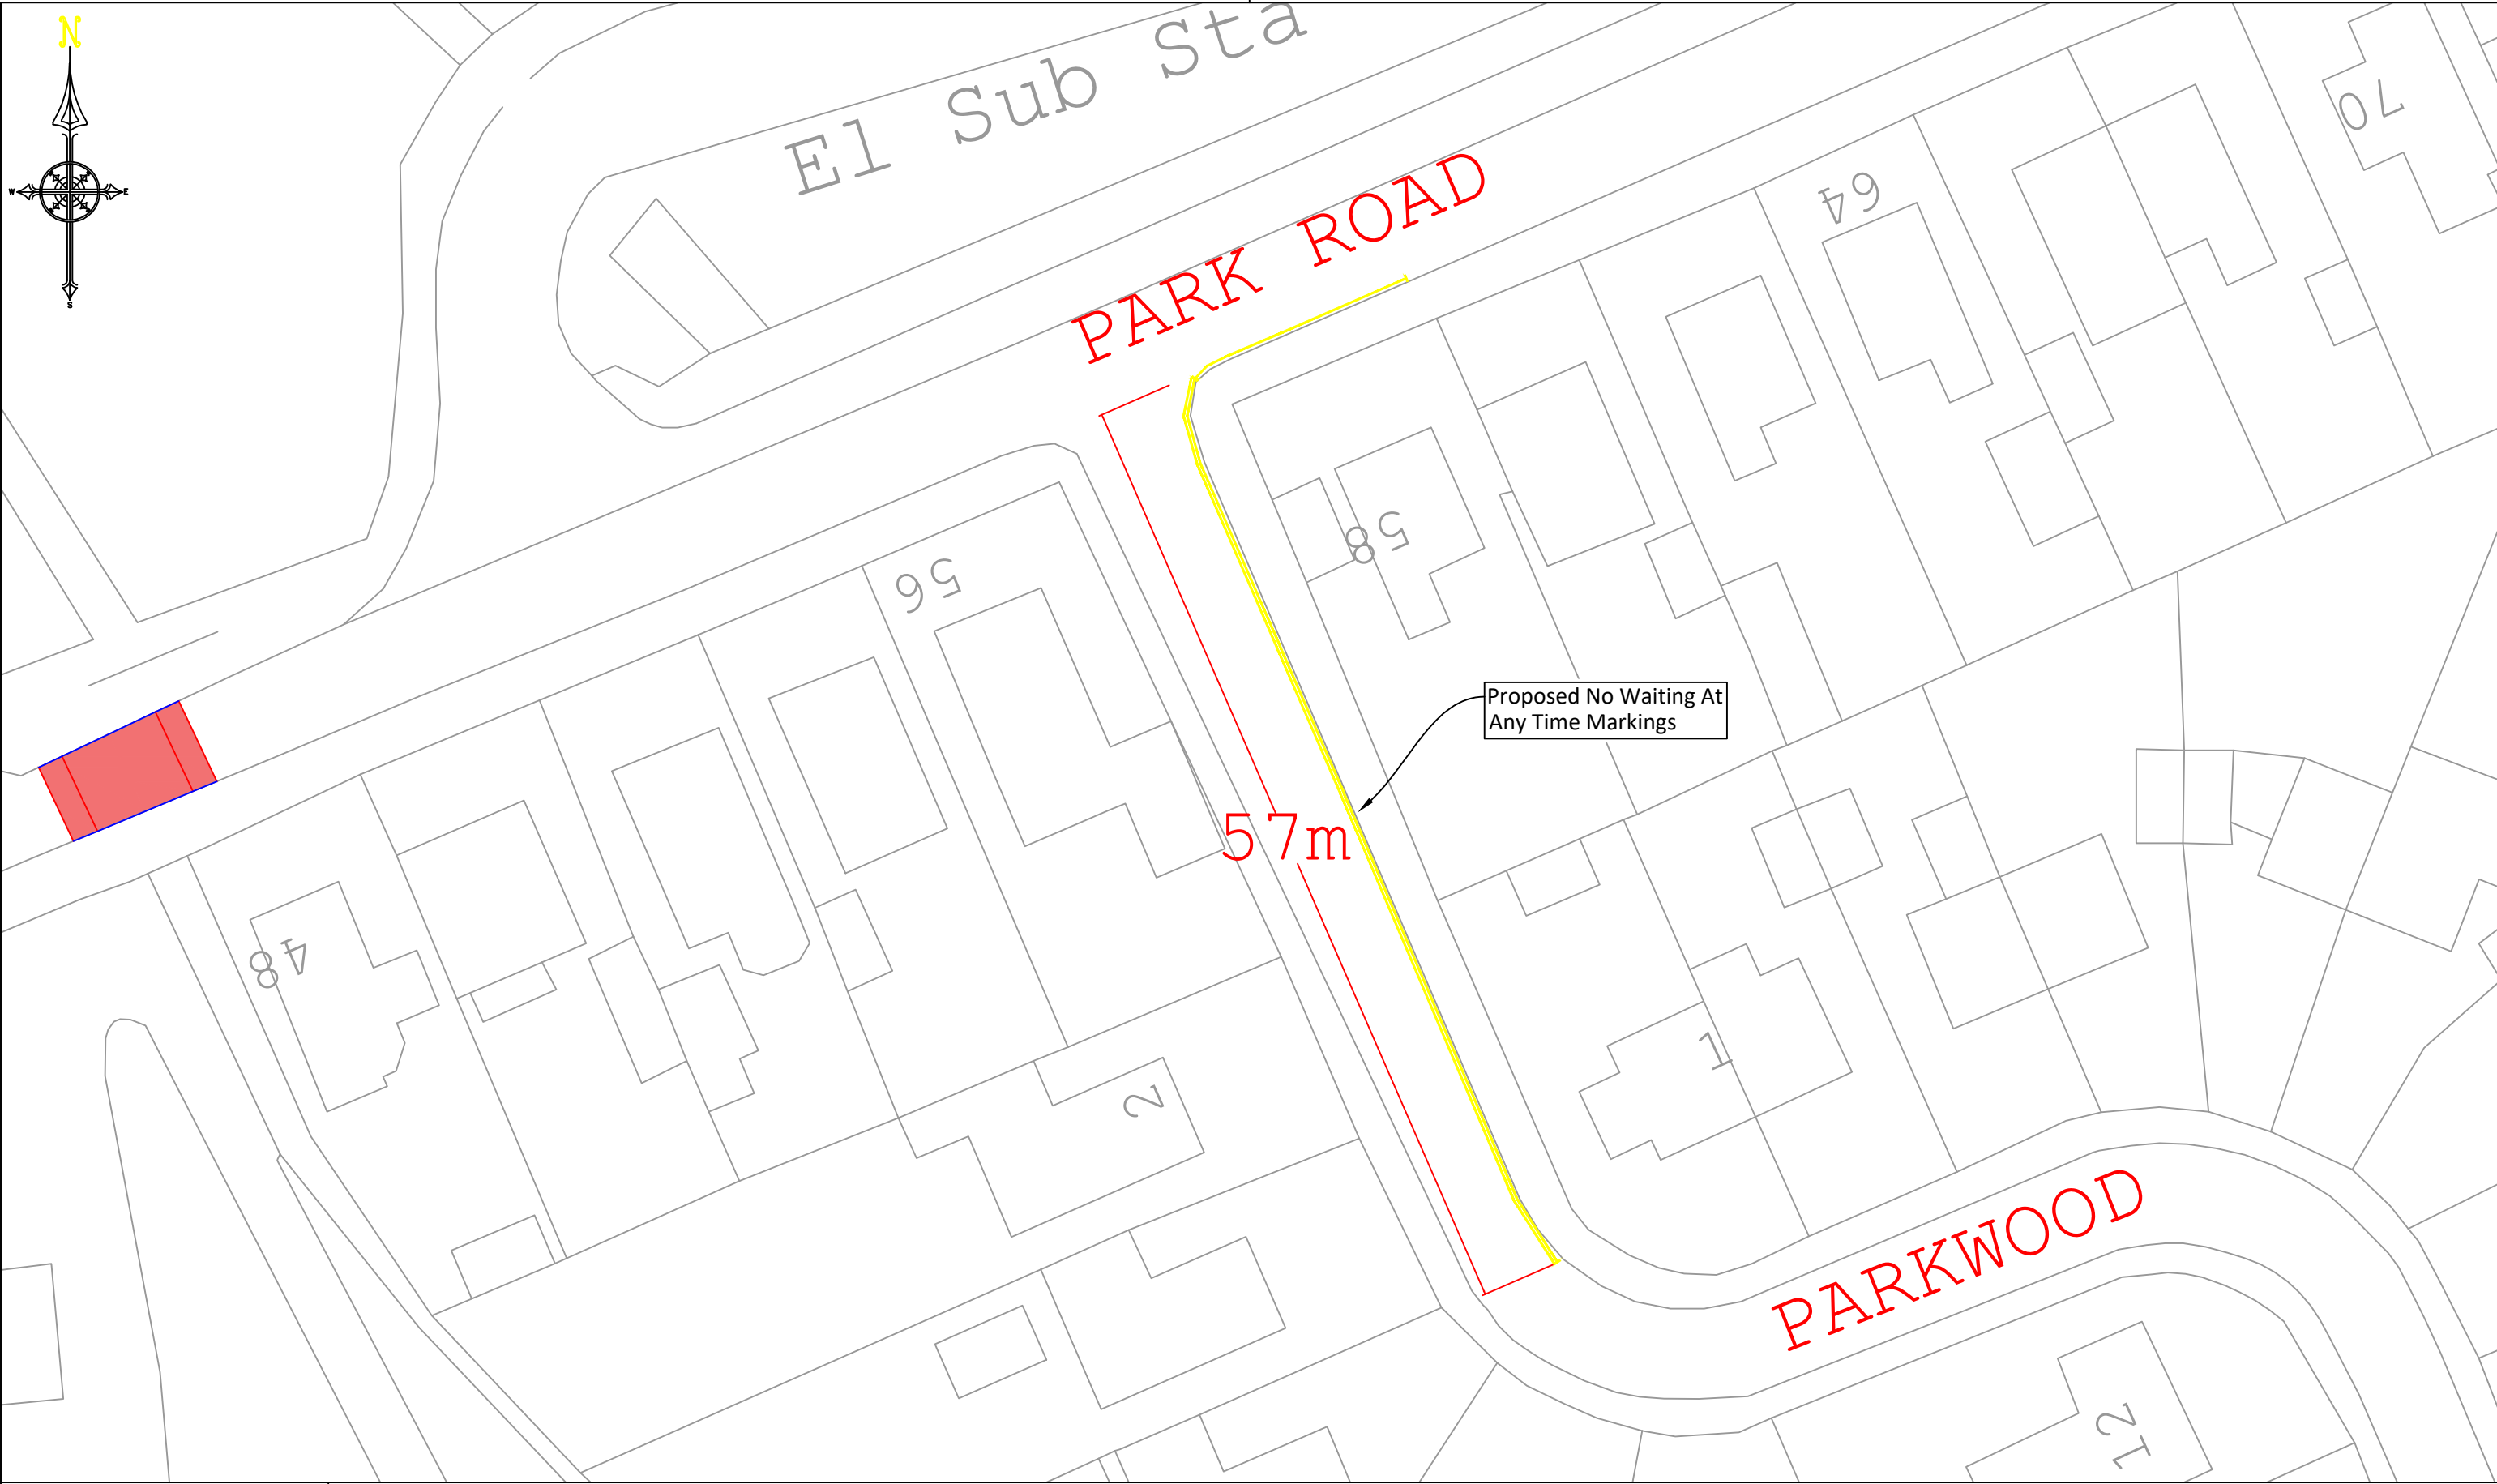 N
W
E
S
El Sub Sta
PARK ROAD
70
64
58
56
Proposed No Waiting At
Any Time Markings
57m
48
1
2
PARKWOOD
12